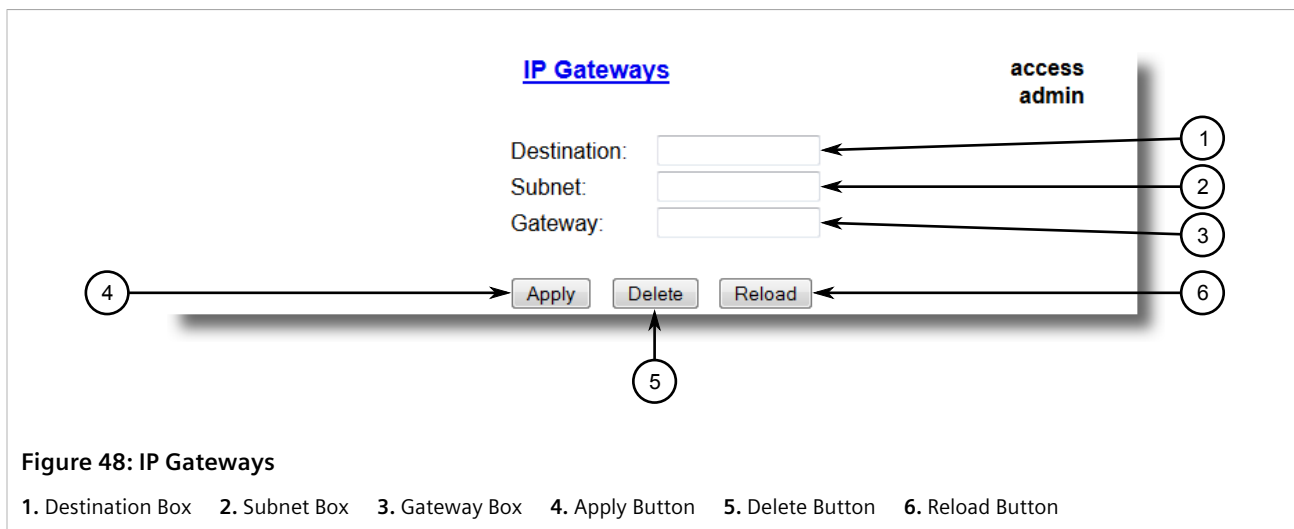 IP Gateways
access
admin
Destination:
1
Subnet:
2
Gateway:
3
4
Apply Delete Reload
6
5
Figure 48: IP Gateways
1. Destination Box 2. Subnet Box 3. Gateway Box 4. Apply Button 5. Delete Button 6. Reload Button